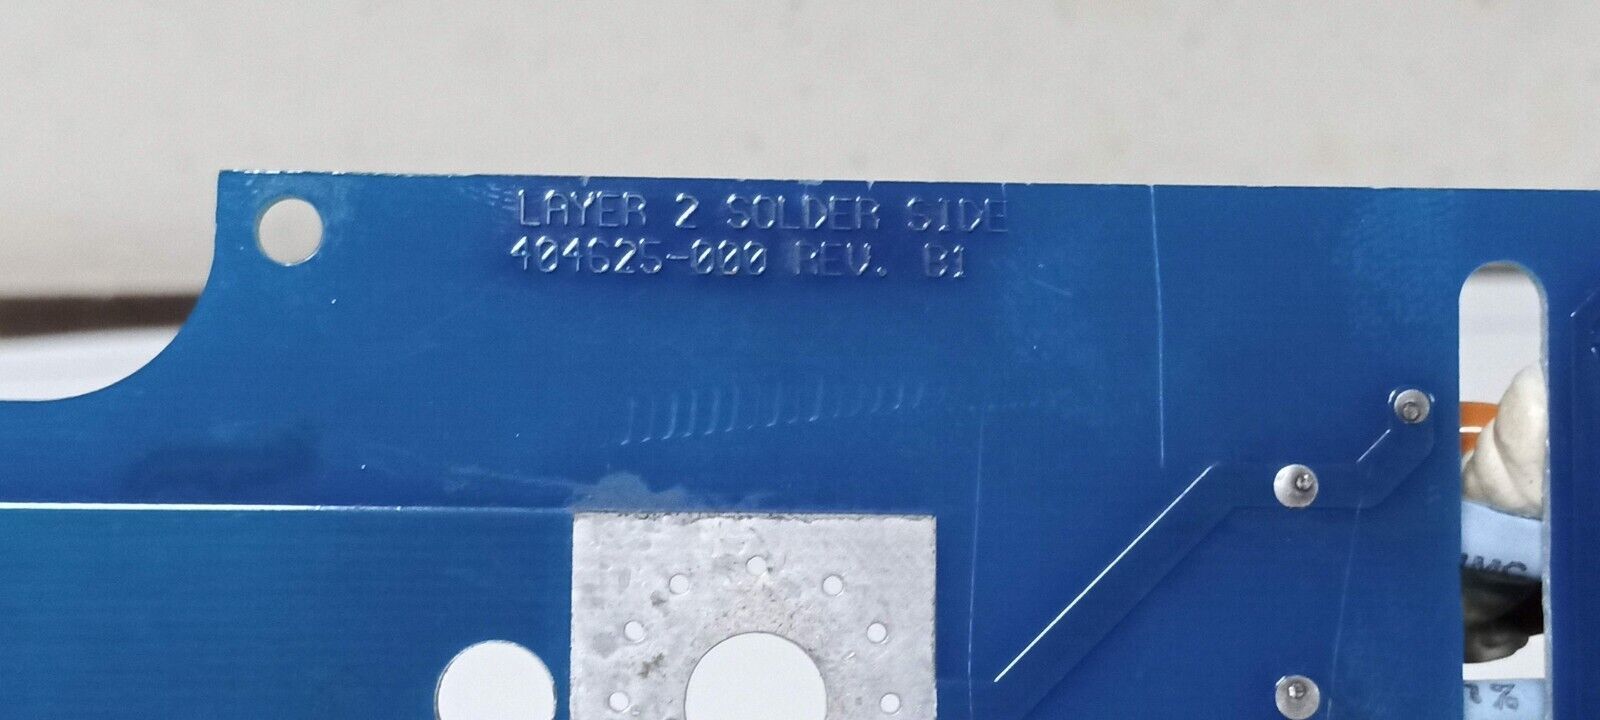 LAYER 2 SOLDER SIDE
404625-000 REV. B1
%